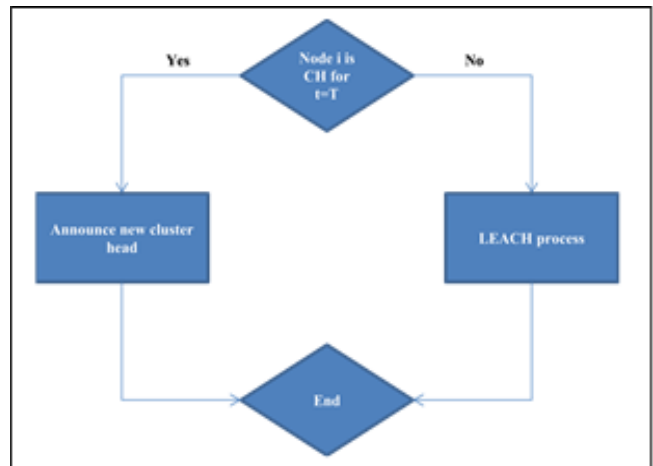 Node i is
CH for
t=T
Yes
No
Announce new cluster
head
LEACH process
End